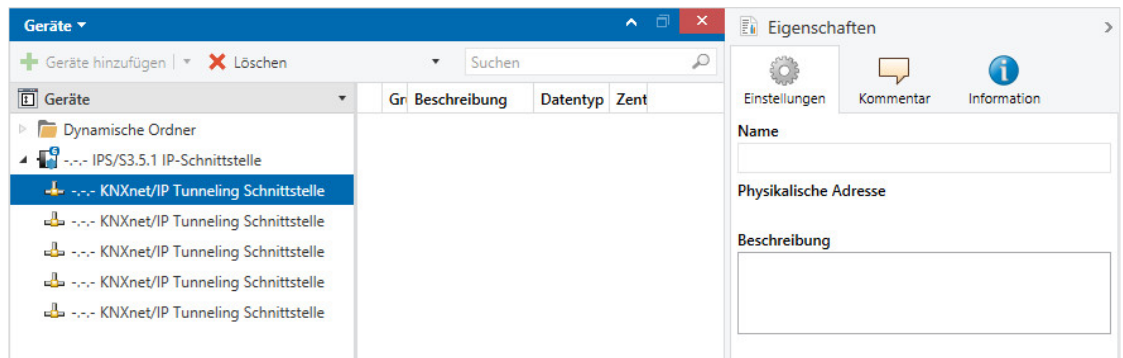 Geräte
Geräte hinzufügen Löschen Suchen
Geräte
Gru Beschreibung Datentyp Zent
Dynamische Ordner
-.-.- IPS/S3.5.1 IP-Schnittstelle
-.-.- KNXnet/IP Tunneling Schnittstelle
-.-.- KNXnet/IP Tunneling Schnittstelle
-.-.- KNXnet/IP Tunneling Schnittstelle
-.-.- KNXnet/IP Tunneling Schnittstelle
-.-.- KNXnet/IP Tunneling Schnittstelle
Eigenschaften
Einstellungen Kommentar Information
Name
Physikalische Adresse
Beschreibung